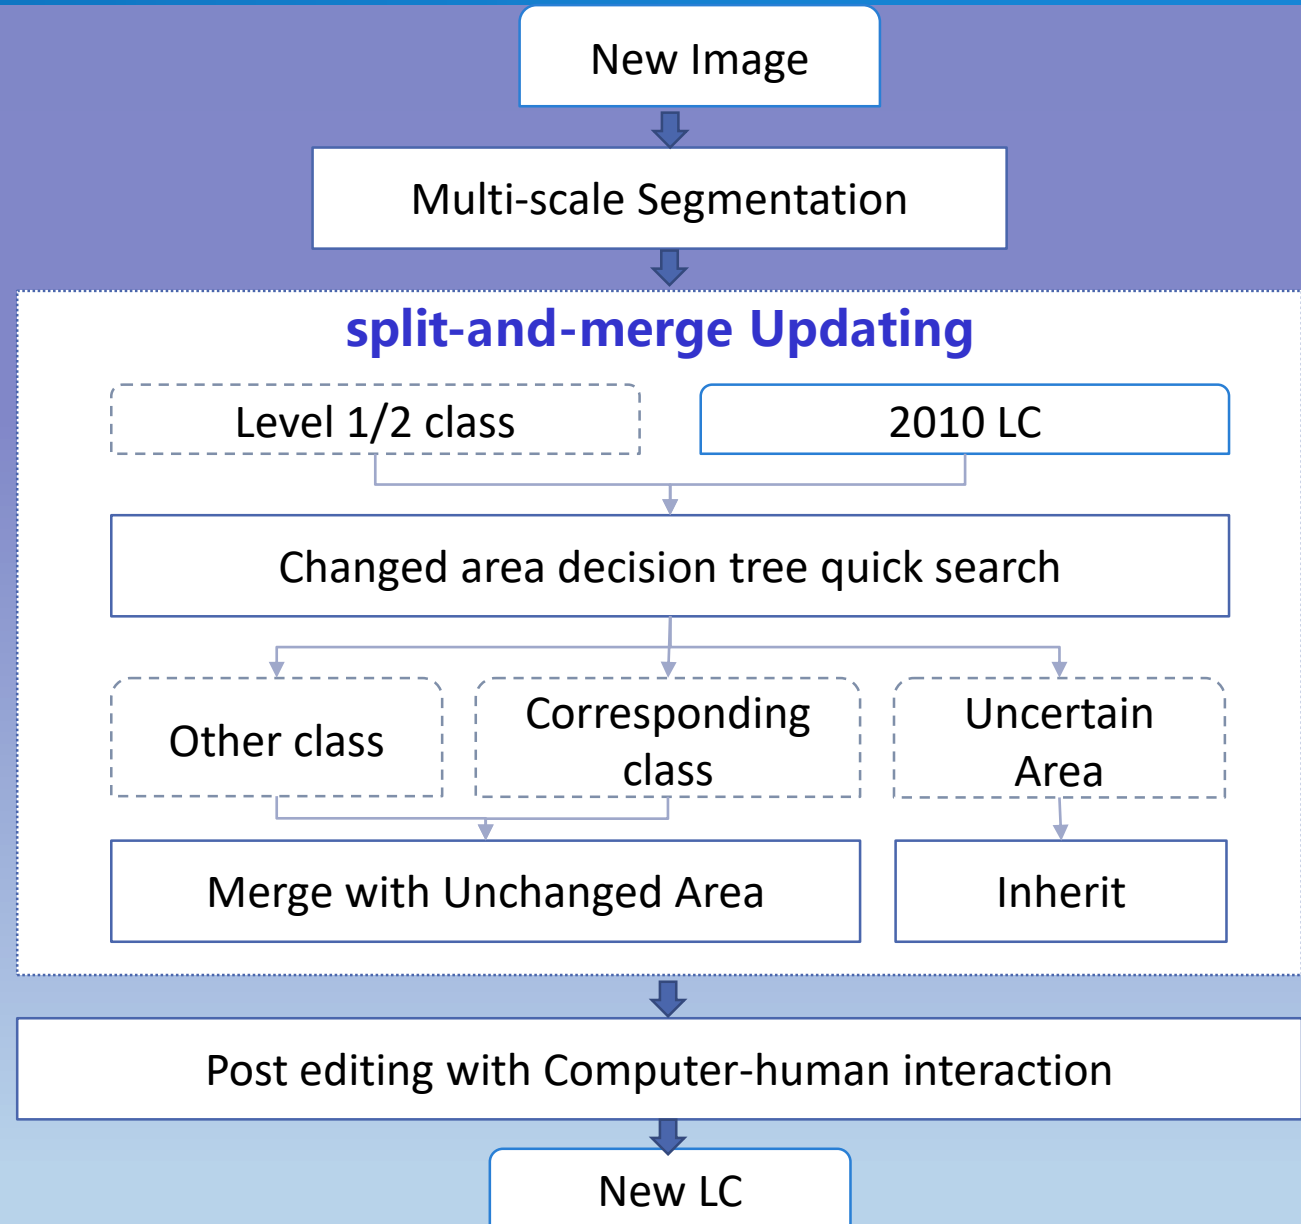 New Image
Multi-scale Segmentation
split-and-merge Updating
Level 1/2 class
2010 LC
Changed area decision tree quick search
Other class
Corresponding
class
Uncertain
Area
Merge with Unchanged Area
Inherit
Post editing with Computer-human interaction
New LC